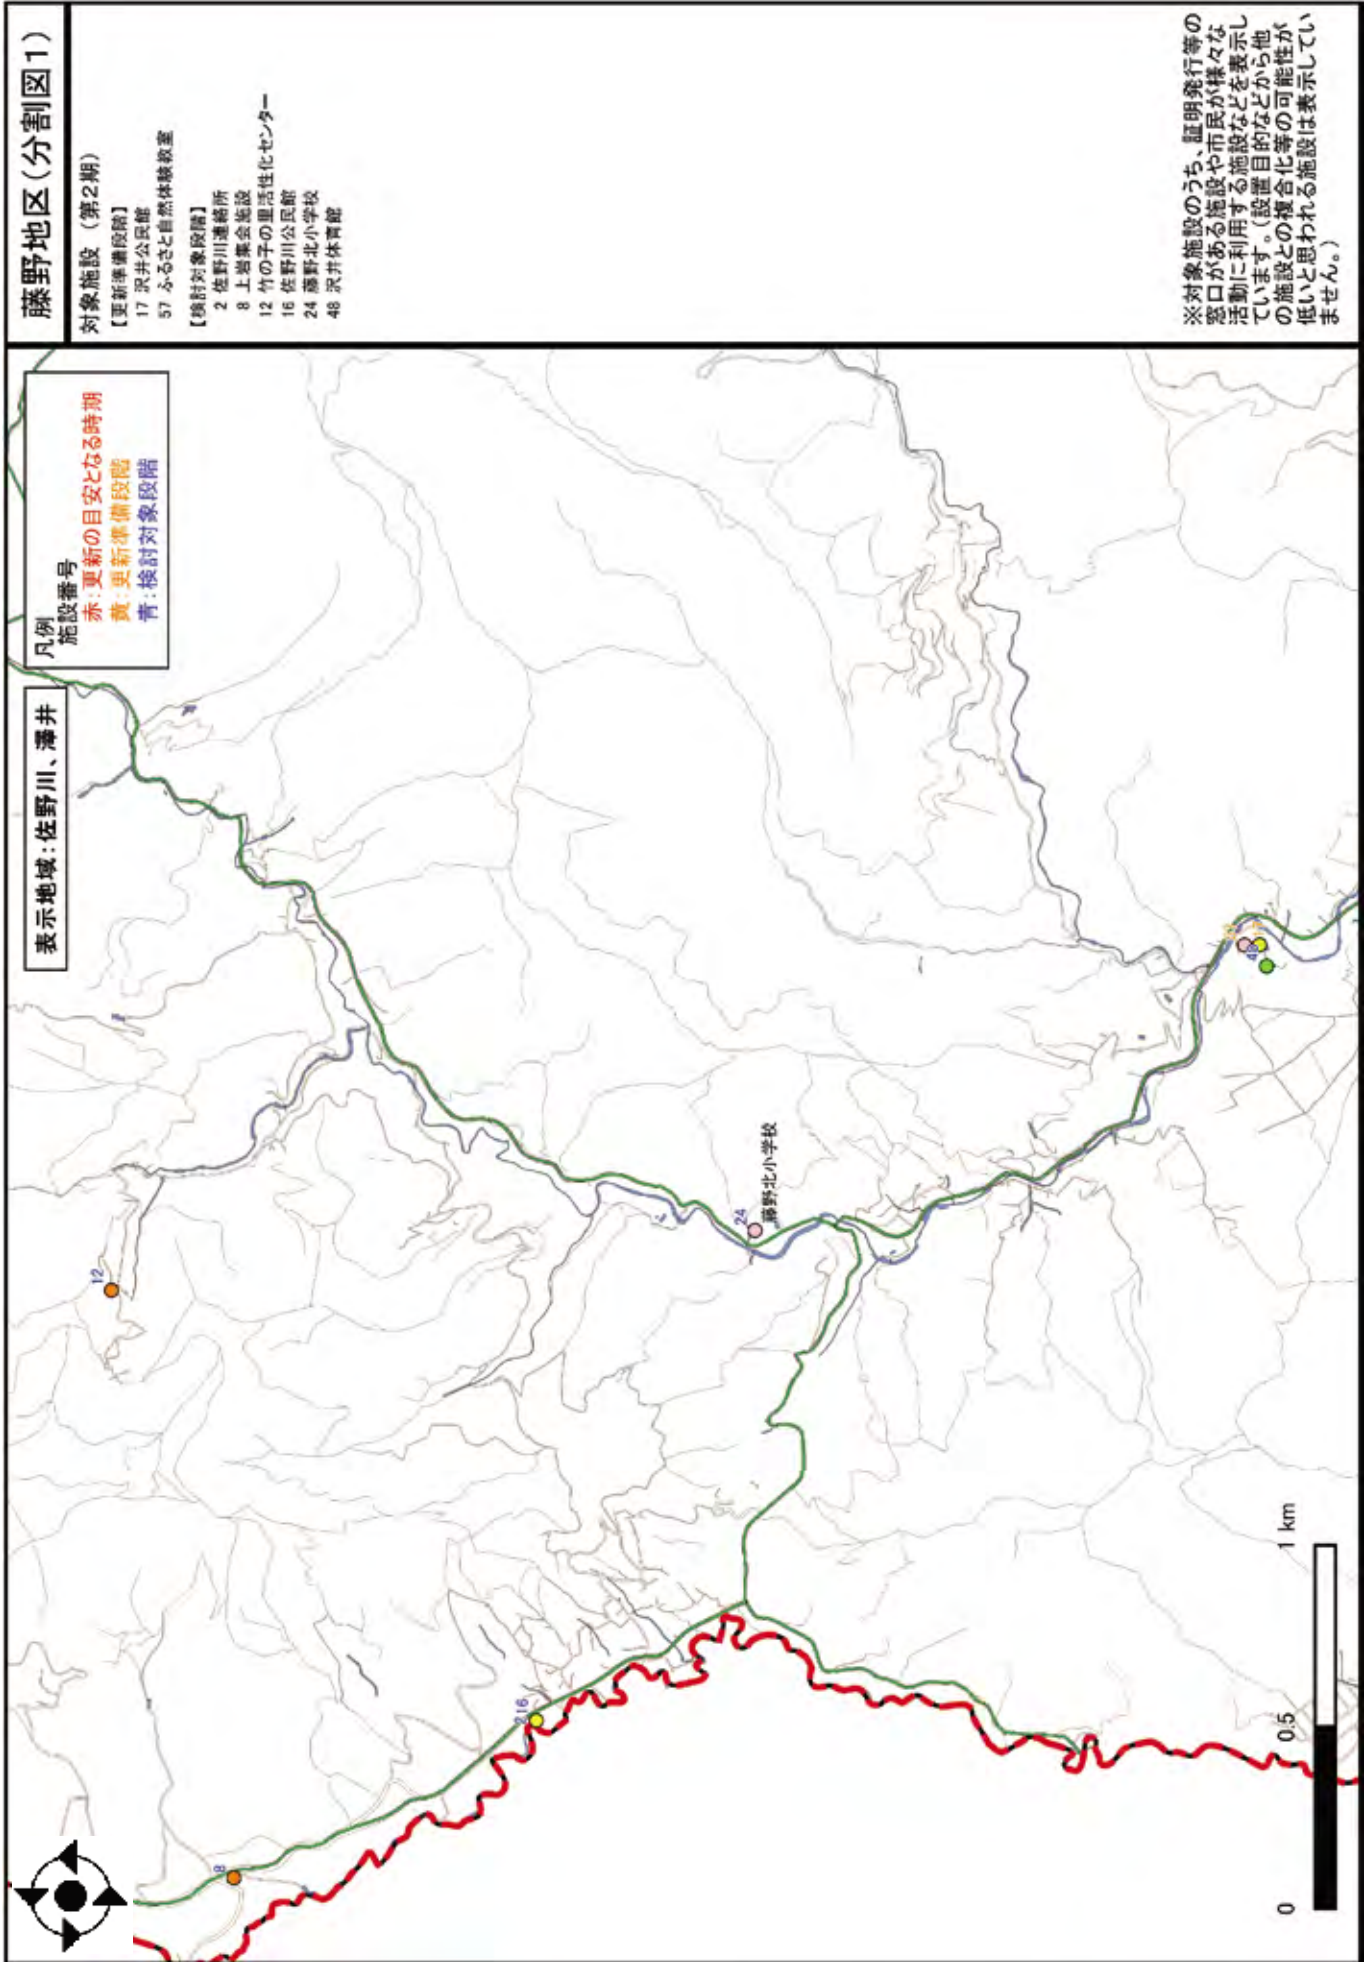 藤野地区(分割図1)
対象施設 (第2期)
【更新準備段階】
17 沢井公民館
57 ふるさと自然体験教室
【検討対象段階】
2 佐野川連絡所
8 上岩集会施設
12 竹の子の里活性化センター
16 佐野川公民館
24 藤野北小学校
48 沢井体育館
※対象施設のうち、証明発行等の
窓口がある施設や市民が様々な
活動に利用する施設などを表示し
ています。(設置目的などから他
の施設との複合化等の可能性が
低いと思われる施設は表示してい
ません。)
表示地域:佐野川、澤井
凡例
施設番号
赤:更新の目安となる時期
黄:更新準備段階
青:検討対象段階
12
8
216
24
藤野北小学校
48
0
0.5
1 km